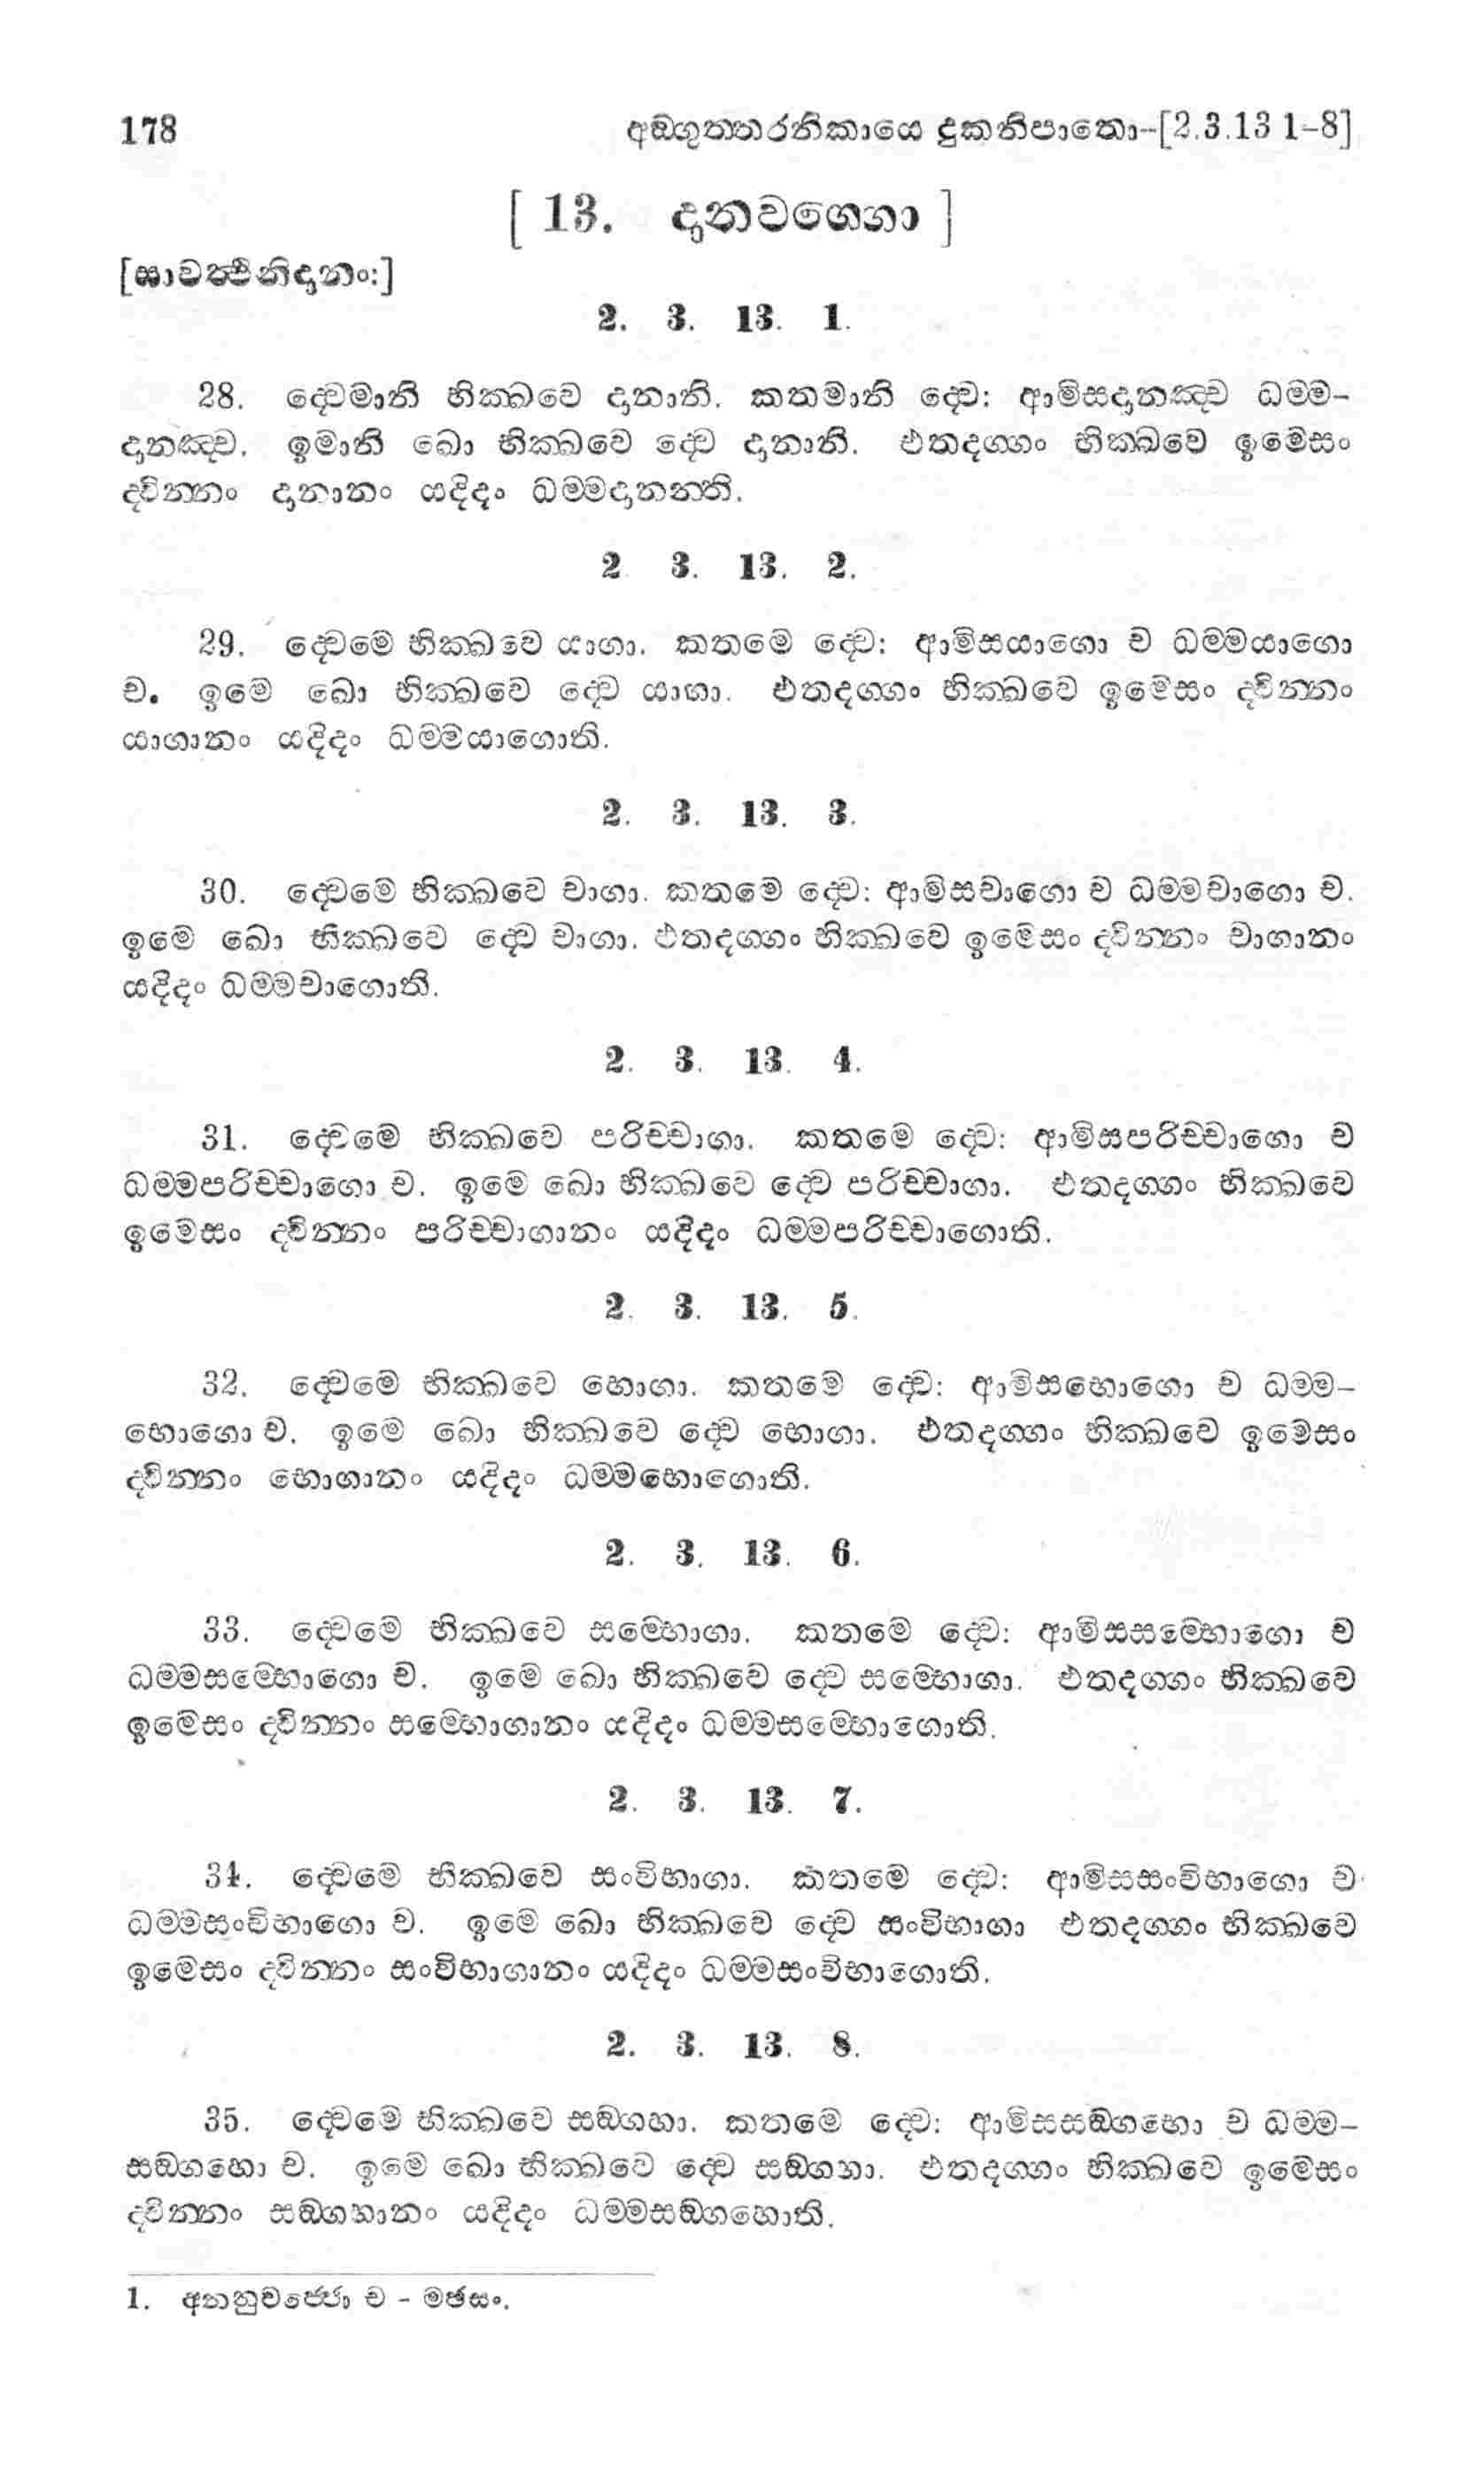 178 අඞ්ගුත්තරනිකායෙ දුකනිපාතො–[2.3.13 1–8]
[ 13. දානවග්ගො ]
[සාවත්ථිනිදානං:]
2. 3. 13. 1.
28. ද්වෙමානි භික්ඛවෙ දානානි. කතමානි ද්වෙ: ආමිසදානඤ්ච ධම්ම-
දානඤ්ච. ඉමානි ඛො භික්ඛවෙ ද්වෙ දානානි. එතදග්ගං භික්ඛවෙ ඉමෙසං
ද්වින්නං දානානං යදිදං ධම්මදානන්ති.
2 3. 13. 2.
29. ද්වෙමෙ භික්ඛවෙ යාගා. කතමෙ ද්වෙ: ආමිසයාගො ච ධම්මයාගො
ච. ඉමෙ ඛො භික්ඛවෙ ද්වෙ යාගා. එතදග්ගං භික්ඛවෙ ඉමෙසං ද්වින්නං
යාගානං යදිදං ධම්මයාගොති.
2. 3. 13. 3.
30. ද්වෙමෙ භික්ඛවෙ චාගා. කතමෙ ද්වෙ: ආමිසචාගො ච ධම්මචාගො ච.
ඉමෙ ඛො භික්ඛවෙ ද්වෙ චාගා. එතදග්ගං භික්ඛවෙ ඉමෙසං ද්වින්නං චාගානං
යදිදං ධම්මචාගොති.
2. 3. 13. 4.
31. ද්වෙමෙ භික්ඛවෙ පරිච්චාගා. කතමෙ ද්වෙ: ආමිසපරිච්චාගො ච
ධම්මපරිච්චාගො ච. ඉමෙ ඛො භික්ඛවෙ ද්වෙ පරිච්චාගා. එතදග්ගං භික්ඛවෙ
ඉමෙසං ද්වින්නං පරිච්චාගානං යදිදං ධම්මපරිච්චාගොති.
2. 3. 13. 5.
32. ද්වෙමෙ භික්ඛවෙ භොගා. කතමෙ ද්වෙ: ආමිසභොගො ච ධම්ම-
භොගො ච. ඉමෙ ඛො භික්ඛවෙ ද්වෙ භොගා. එතදග්ගං භික්ඛවෙ ඉමෙසං
ද්වින්නං භොගානං යදිදං ධම්මභොගොති.
2. 3. 13. 6.
33. ද්වෙමෙ භික්ඛවෙ සම්භොගා. කතමෙ ද්වෙ: ආමිසසම්භොගො ච
ධම්මසම්භොගො ච. ඉමෙ ඛො භික්ඛවෙ ද්වෙ සම්භොගා. එතදග්ගං භික්ඛවෙ
ඉමෙසං ද්වින්නං සම්භොගානං යදිදං ධම්මසම්භොගොති.
2. 3. 13. 7.
34. ද්වෙමෙ භික්ඛවෙ සංවිභාගා. කතමෙ ද්වෙ: ආමිසසංවිභාගො ච
ධම්මසංවිභාගො ච. ඉමෙ ඛො භික්ඛවෙ ද්වෙ සංවිභාගා එතදග්ගං භික්ඛවෙ
ඉමෙසං ද්වින්නං සංවිභාගානං යදිදං ධම්මසංවිභාගොති.
2. 3. 13. 8.
35. ද්වෙමෙ භික්ඛවෙ සඞ්ගහා. කතමෙ ද්වෙ: ආමිසසඞ්ගහො ච ධම්ම-
සඞ්ගහො ච. ඉමෙ ඛො භික්ඛවෙ ද්වෙ සඞ්ගහා. එතදග්ගං භික්ඛවෙ ඉමෙසං
ද්වින්නං සඞ්ගහානං යදිදං ධම්මසඞ්ගහොති.
1. අනනුවජ්ජො ච - මඡසං.